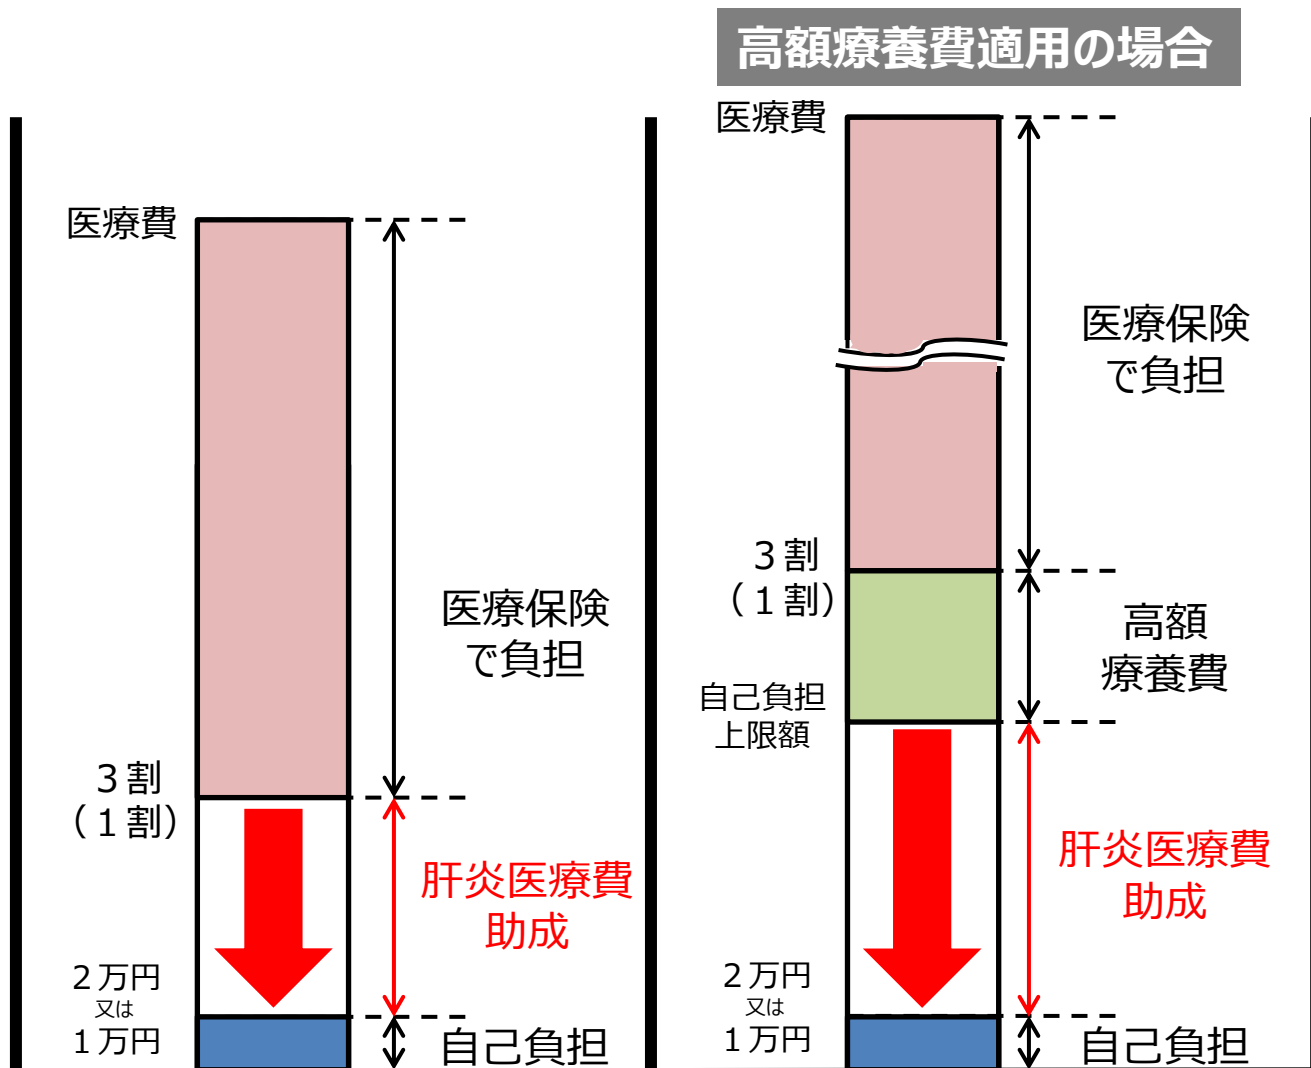 医療費
医療保険
で負担
３割
（１割）
肝炎医療費
助成
２万円
又は
１万円
自己負担
高額療養費適用の場合
医療費
医療保険
で負担
３割
（１割）
高額
療養費
自己負担
上限額
肝炎医療費
助成
２万円
又は
１万円
自己負担